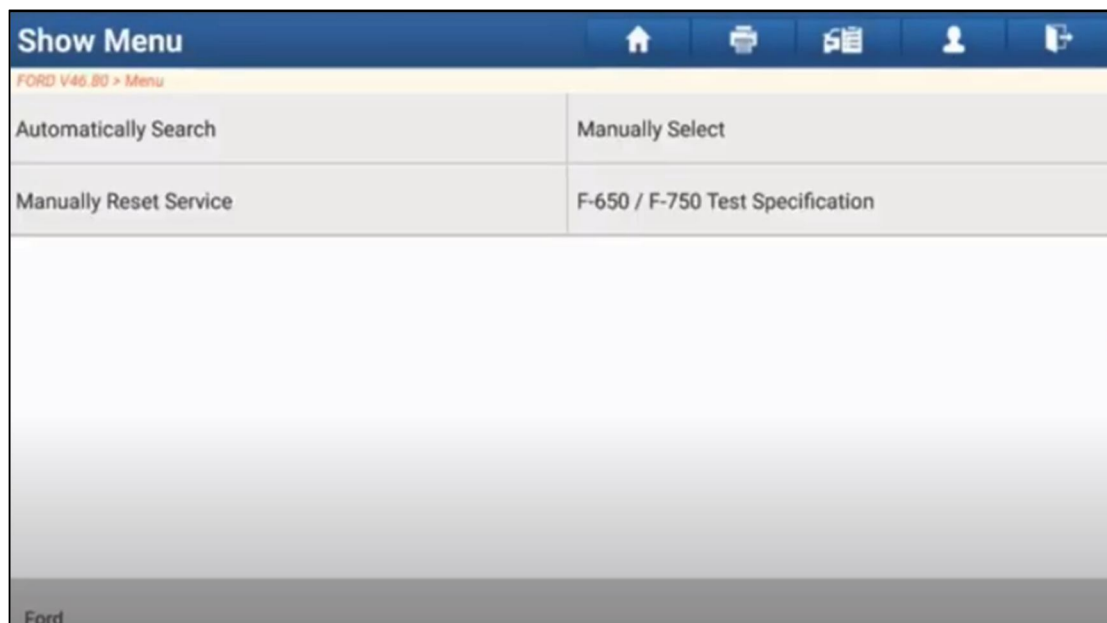 Show Menu
FORD V46.80 > Menu
Automatically Search
Manually Select
Manually Reset Service
F-650 / F-750 Test Specification
Ford